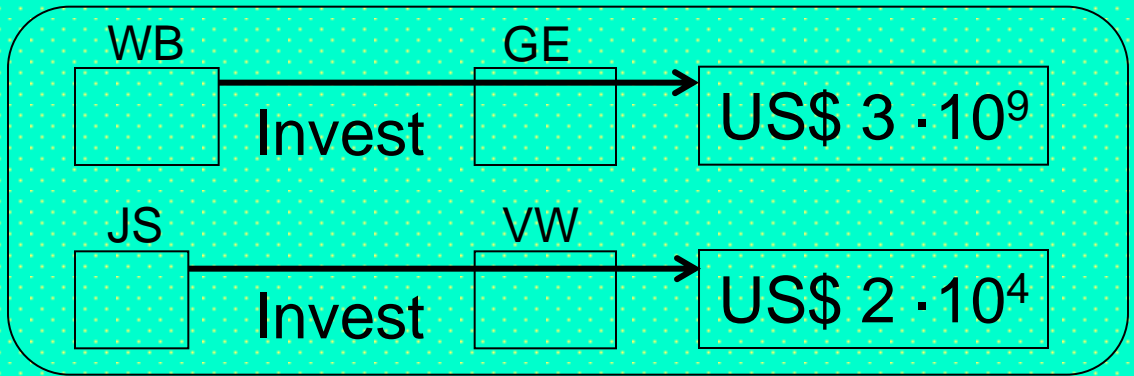 WB GE
Invest US$ 3 ·10⁹
JS VW
Invest US$ 2 ·10⁴